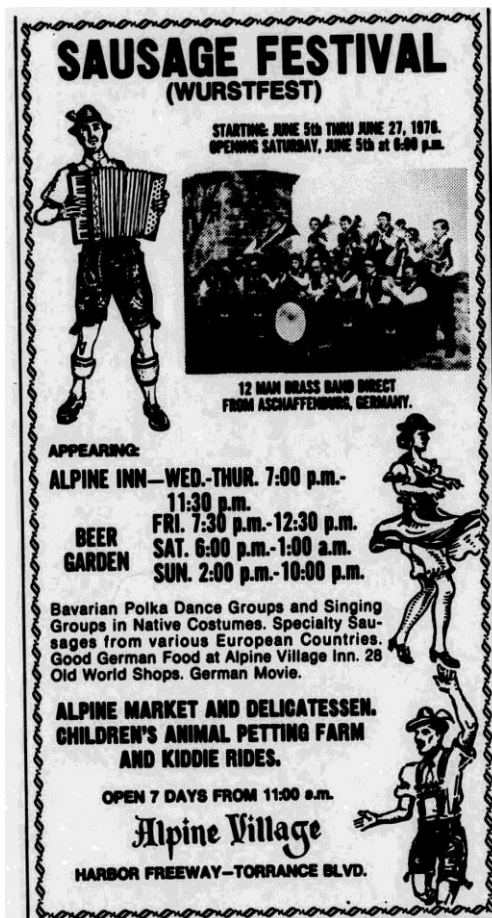 SAUSAGE FESTIVAL
(WURSTFEST)
STARTING: JUNE 5th THRU JUNE 27, 1976.
OPENING SATURDAY, JUNE 5th at 6:00 p.m.
12 MAN BRASS BAND DIRECT
FROM ASCHAFFENBURG, GERMANY.
APPEARING:
ALPINE INN—WED.-THUR. 7:00 p.m.-
11:30 p.m.
BEER
GARDEN
FRI. 7:30 p.m.-12:30 p.m.
SAT. 6:00 p.m.-1:00 a.m.
SUN. 2:00 p.m.-10:00 p.m.
Bavarian Polka Dance Groups and Singing
Groups in Native Costumes. Specialty Sau-
sages from various European Countries.
Good German Food at Alpine Village Inn. 28
Old World Shops. German Movie.
ALPINE MARKET AND DELICATESSEN.
CHILDREN'S ANIMAL PETTING FARM
AND KIDDIE RIDES.
OPEN 7 DAYS FROM 11:00 a.m.
Alpine Village
HARBOR FREEWAY—TORRANCE BLVD.